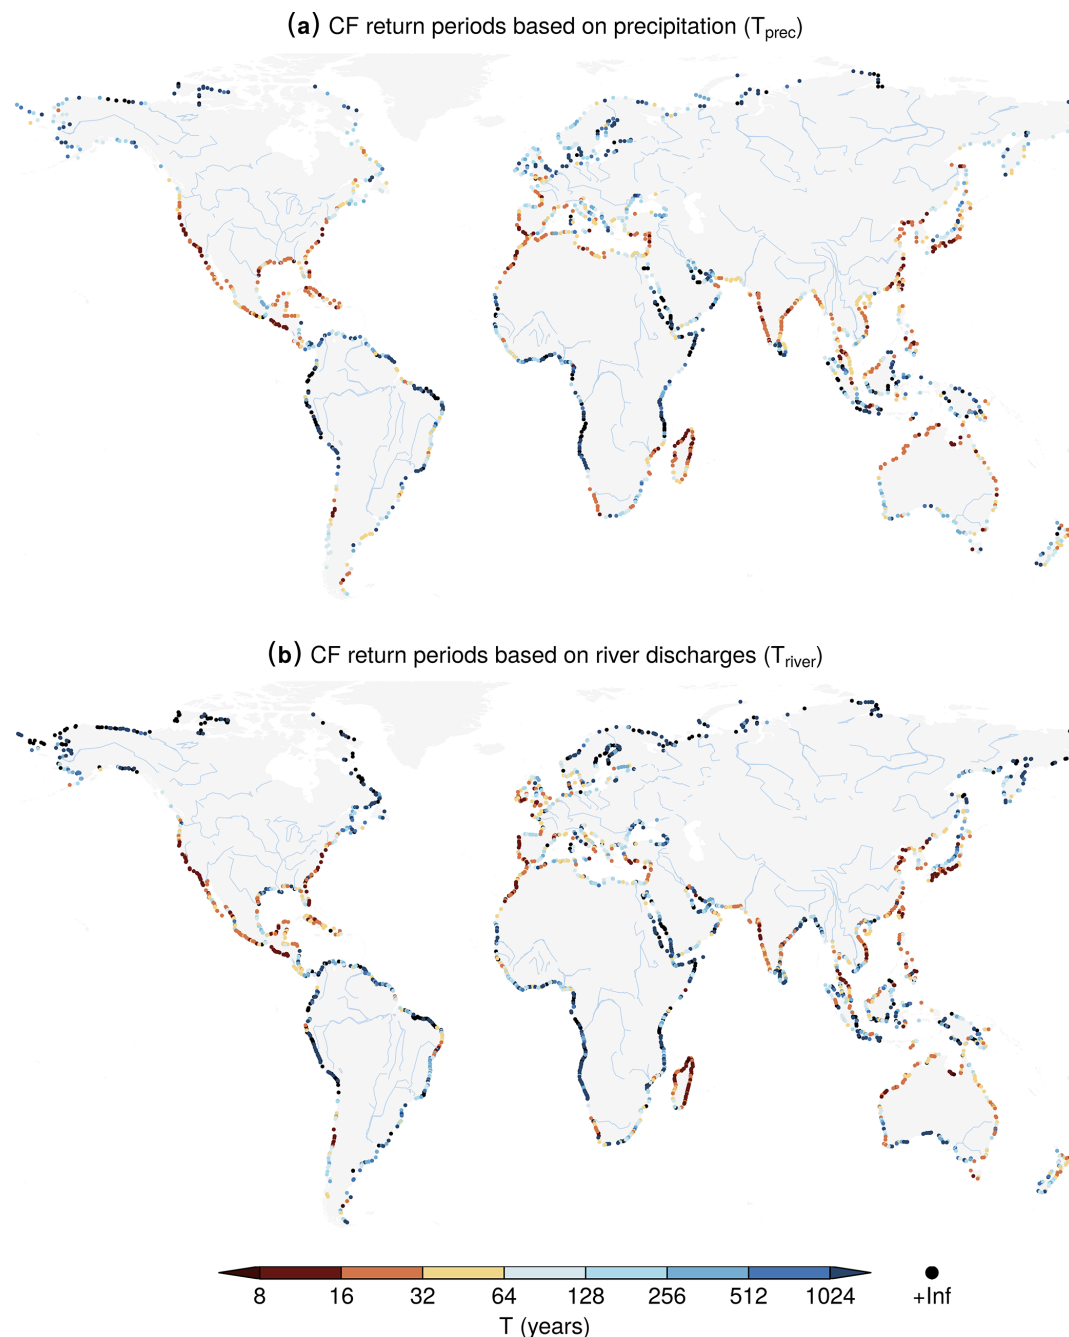 (a) CF return periods based on precipitation (Tprec)
(b) CF return periods based on river discharges (Triver)
8 16 32 64 128 256 512 1024 +Inf
T (years)